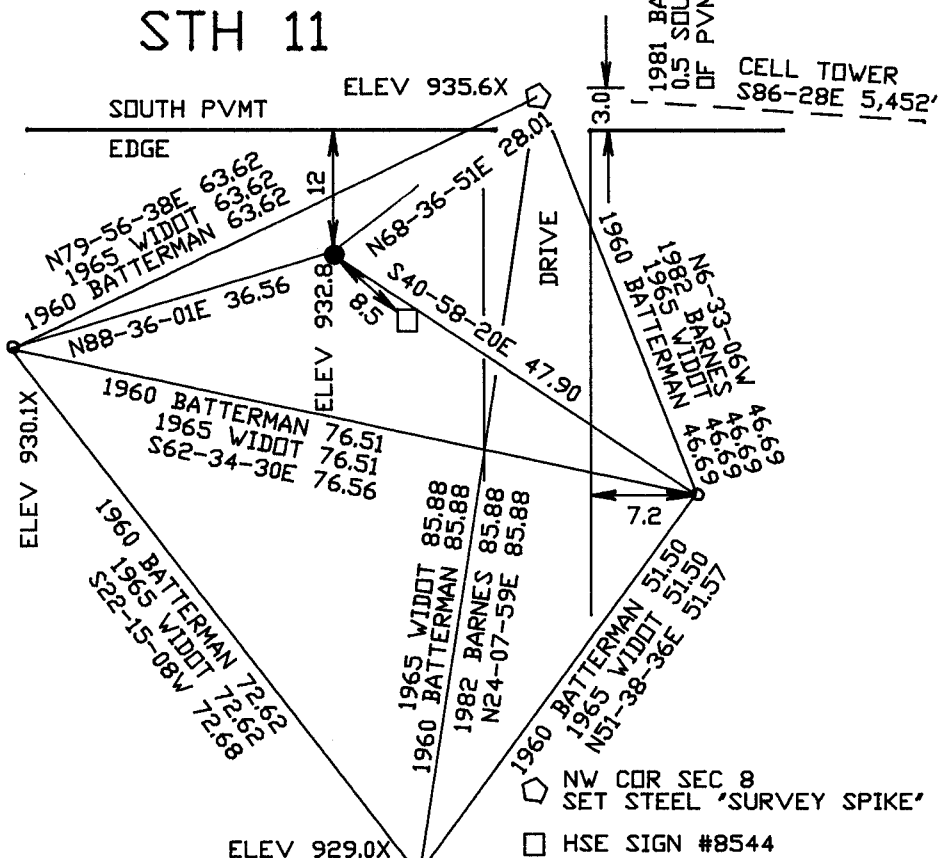 STH 11
1981 BA
0.5 SOU
OF PVM
ELEV 935.6X
CELL TOWER
S86-28E 5,452'
SOUTH PVMT
EDGE
3.0
12
N79-56-38E 63.62
1965 WIDOT 63.62
1960 BATTERMAN 63.62
N68-36-51E 28.01
DRIVE
N88-36-01E 36.56
ELEV 932.8
8.5
S40-58-20E 47.90
N6-33-06W 46.69
1982 BARNES 46.69
1965 WIDOT 46.69
1960 BATTERMAN 46.69
ELEV 930.1X
1960 BATTERMAN 76.51
1965 WIDOT 76.51
S62-34-30E 76.56
7.2
1960 BATTERMAN 72.62
1965 WIDOT 72.62
S22-15-08W 72.68
1965 WIDOT 85.88
1960 BATTERMAN 85.88
1982 BARNES 85.88
N24-07-59E 85.88
1960 BATTERMAN 51.50
1965 WIDOT 51.50
N51-38-36E 51.57
NW COR SEC 8
SET STEEL "SURVEY SPIKE"
HSE SIGN #8544
ELEV 929.0X